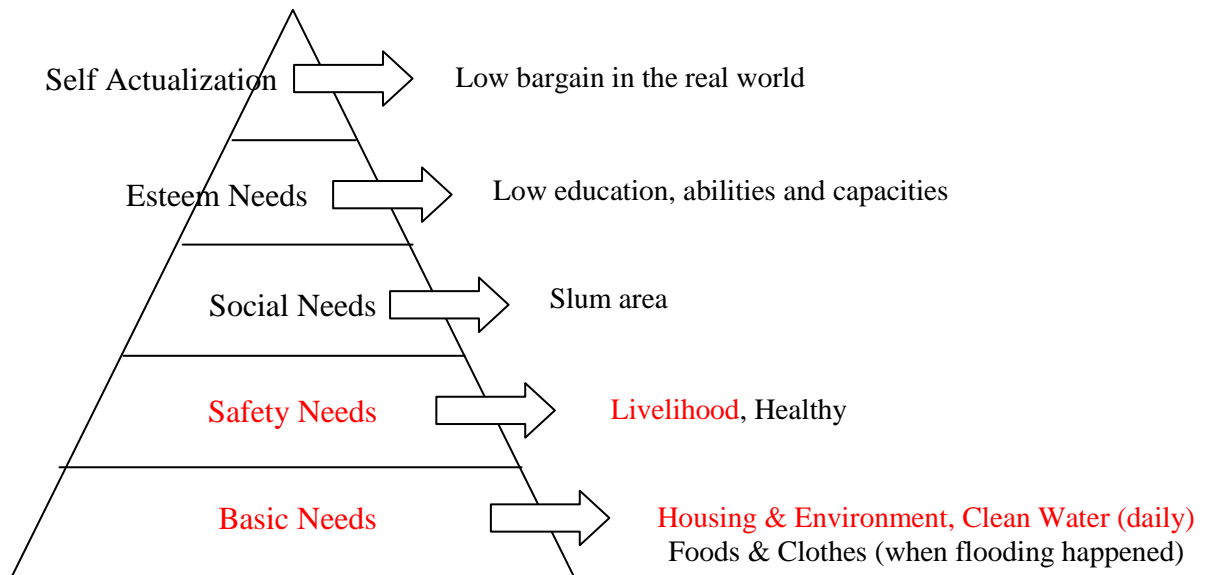 Self Actualization
Low bargain in the real world
Esteem Needs
Low education, abilities and capacities
Social Needs
Slum area
Safety Needs
Livelihood, Healthy
Basic Needs
Housing & Environment, Clean Water (daily)
Foods & Clothes (when flooding happened)